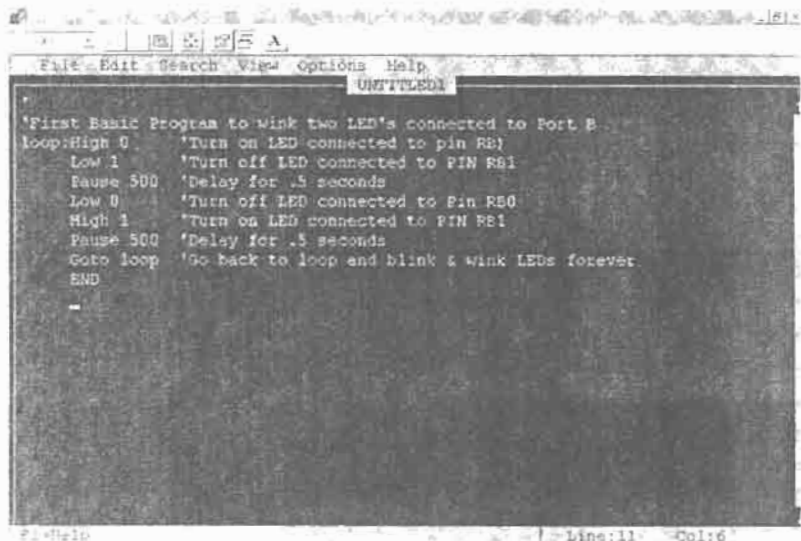 File Edit Search View Options Help
UNTITLED1
'First Basic Program to wink two LED's connected to Port B
loop:High 0 'Turn on LED connected to pin RB)
Low 1 'Turn off LED connected to PIN RB1
Pause 500 'Delay for .5 seconds
Low 0 'Turn off LED connected to Pin RB0
High 1 'Turn on LED connected to PIN RB1
Pause 500 'Delay for .5 seconds
Goto loop 'Go back to loop and blink & wink LEDs forever
END
F1=Help Line:11 Col:6